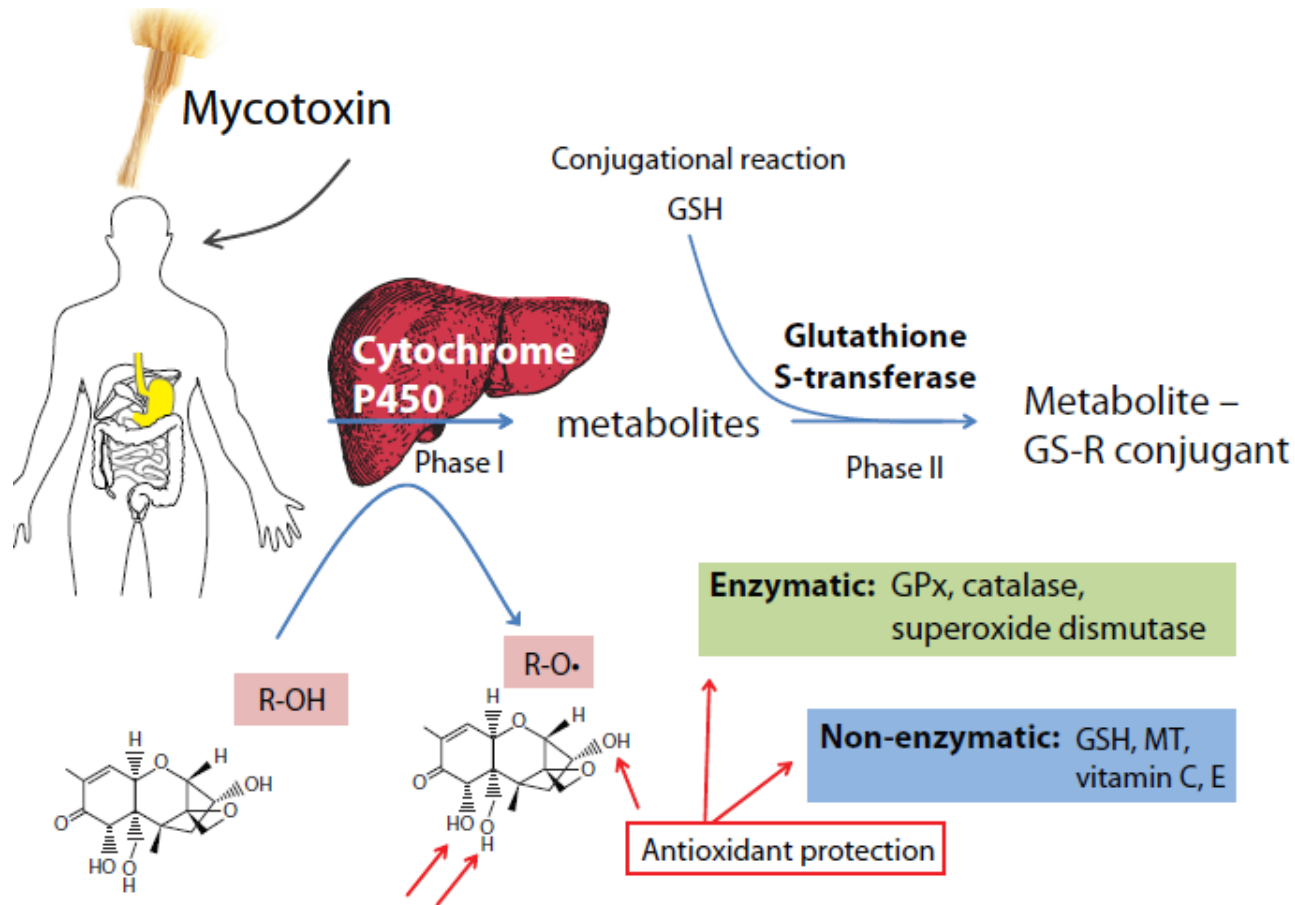 Mycotoxin
Conjugational reaction
GSH
Cytochrome
P450
Phase I
metabolites
Glutathione
S-transferase
Phase II
Metabolite –
GS-R conjugant
Enzymatic: GPx, catalase,
superoxide dismutase
Non-enzymatic: GSH, MT,
vitamin C, E
Antioxidant protection
R-OH
R-O•
H
O
H
OH
O
O
HO
O
H
H
O
H
OH
O
O
HO
O
H